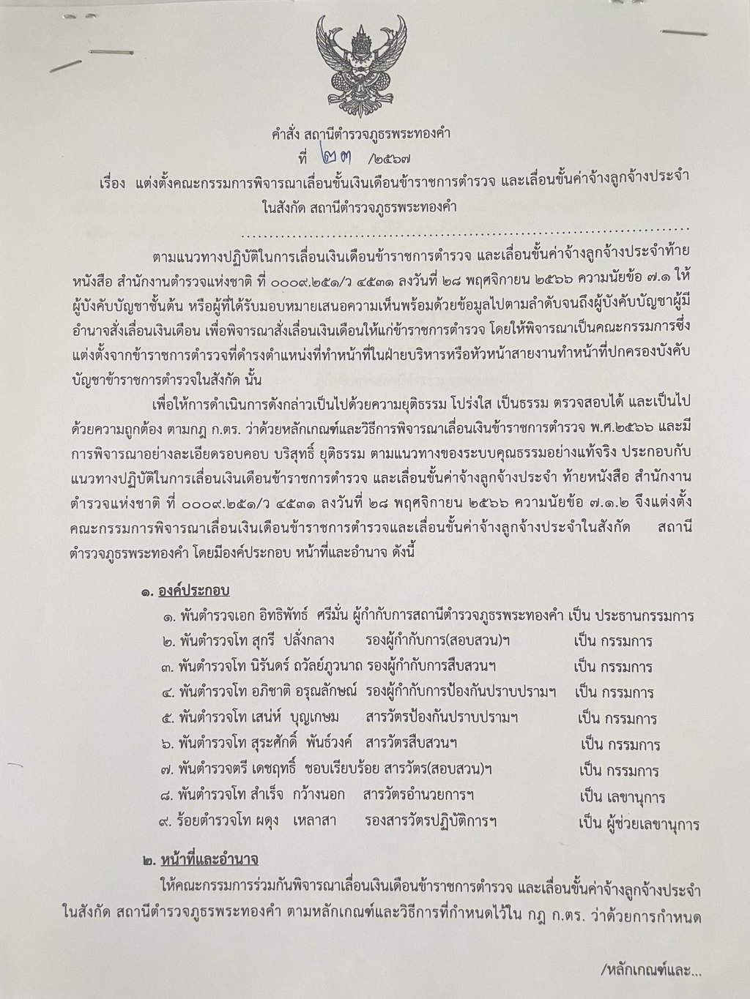 คำสั่ง สถานีตำรวจภูธรพระทองคำ
ที่ ๒๓ /๒๕๖๗
เรื่อง แต่งตั้งคณะกรรมการพิจารณาเลื่อนขั้นเงินเดือนข้าราชการตำรวจ และเลื่อนขั้นค่าจ้างลูกจ้างประจำ
ในสังกัด สถานีตำรวจภูธรพระทองคำ
ตามแนวทางปฏิบัติในการเลื่อนเงินเดือนข้าราชการตำรวจ และเลื่อนขั้นค่าจ้างลูกจ้างประจำท้าย
หนังสือ สำนักงานตำรวจแห่งชาติ ที่ ๐๐๐๙.๒๕๑/ว ๔๕๓๑ ลงวันที่ ๒๘ พฤศจิกายน ๒๕๖๖ ความนัยข้อ ๗.๑ ให้
ผู้บังคับบัญชาชั้นต้น หรือผู้ที่ได้รับมอบหมายเสนอความเห็นพร้อมด้วยข้อมูลไปตามลำดับจนถึงผู้บังคับบัญชาผู้มี
อำนาจสั่งเลื่อนเงินเดือน เพื่อพิจารณาสั่งเลื่อนเงินเดือนให้แก่ข้าราชการตำรวจ โดยให้พิจารณาเป็นคณะกรรมการซึ่ง
แต่งตั้งจากข้าราชการตำรวจที่ดำรงตำแหน่งที่ทำหน้าที่ในฝ่ายบริหารหรือหัวหน้าสายงานทำหน้าที่ปกครองบังคับ
บัญชาข้าราชการตำรวจในสังกัด นั้น
เพื่อให้การดำเนินการดังกล่าวเป็นไปด้วยความยุติธรรม โปร่งใส เป็นธรรม ตรวจสอบได้ และเป็นไป
ด้วยความถูกต้อง ตามกฎ ก.ตร. ว่าด้วยหลักเกณฑ์และวิธีการพิจารณาเลื่อนเงินข้าราชการตำรวจ พ.ศ.๒๕๖๖ และมี
การพิจารณาอย่างละเอียดรอบคอบ บริสุทธิ์ ยุติธรรม ตามแนวทางของระบบคุณธรรมอย่างแท้จริง ประกอบกับ
แนวทางปฏิบัติในการเลื่อนเงินเดือนข้าราชการตำรวจ และเลื่อนขั้นค่าจ้างลูกจ้างประจำ ท้ายหนังสือ สำนักงาน
ตำรวจแห่งชาติ ที่ ๐๐๐๙.๒๕๑/ว ๔๕๓๑ ลงวันที่ ๒๘ พฤศจิกายน ๒๕๖๖ ความนัยข้อ ๗.๑.๒ จึงแต่งตั้ง
คณะกรรมการพิจารณาเลื่อนเงินเดือนข้าราชการตำรวจและเลื่อนขั้นค่าจ้างลูกจ้างประจำในสังกัด สถานี
ตำรวจภูธรพระทองคำ โดยมีองค์ประกอบ หน้าที่และอำนาจ ดังนี้
๑. องค์ประกอบ
๑. พันตำรวจเอก อิทธิพัทธ์ ศรีมั่น ผู้กำกับการสถานีตำรวจภูธรพระทองคำ เป็น ประธานกรรมการ
๒. พันตำรวจโท สุกรี ปลั่งกลาง รองผู้กำกับการ(สอบสวน)ฯ เป็น กรรมการ
๓. พันตำรวจโท นิรันดร์ ถวัลย์ภูวนาถ รองผู้กำกับการสืบสวนฯ เป็น กรรมการ
๔. พันตำรวจโท อภิชาติ อรุณลักษณ์ รองผู้กำกับการป้องกันปราบปรามฯ เป็น กรรมการ
๕. พันตำรวจโท เสน่ห์ บุญเกษม สารวัตรป้องกันปราบปรามฯ เป็น กรรมการ
๖. พันตำรวจโท สุระศักดิ์ พันธ์วงค์ สารวัตรสืบสวนฯ เป็น กรรมการ
๗. พันตำรวจตรี เดชฤทธิ์ ชอบเรียบร้อย สารวัตร(สอบสวน)ฯ เป็น กรรมการ
๘. พันตำรวจโท สำเร็จ กว้างนอก สารวัตรอำนวยการฯ เป็น เลขานุการ
๙. ร้อยตำรวจโท ผดุง เหลาสา รองสารวัตรปฏิบัติการฯ เป็น ผู้ช่วยเลขานุการ
๒. หน้าที่และอำนาจ
ให้คณะกรรมการร่วมกันพิจารณาเลื่อนเงินเดือนข้าราชการตำรวจ และเลื่อนขั้นค่าจ้างลูกจ้างประจำ
ในสังกัด สถานีตำรวจภูธรพระทองคำ ตามหลักเกณฑ์และวิธีการที่กำหนดไว้ใน กฎ ก.ตร. ว่าด้วยการกำหนด
/หลักเกณฑ์และ...